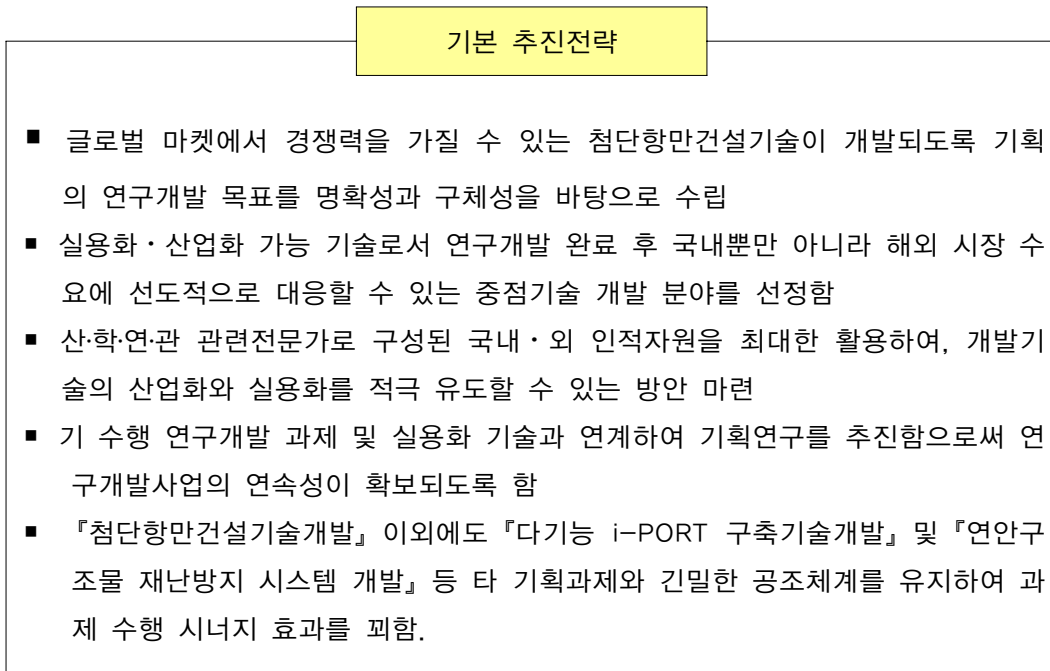 기본 추진전략
■ 글로벌 마켓에서 경쟁력을 가질 수 있는 첨단항만건설기술이 개발되도록 기획
의 연구개발 목표를 명확성과 구체성을 바탕으로 수립
■ 실용화・산업화 가능 기술로서 연구개발 완료 후 국내뿐만 아니라 해외 시장 수
요에 선도적으로 대응할 수 있는 중점기술 개발 분야를 선정함
■ 산·학·연·관 관련전문가로 구성된 국내・외 인적자원을 최대한 활용하여, 개발기
술의 산업화와 실용화를 적극 유도할 수 있는 방안 마련
■ 기 수행 연구개발 과제 및 실용화 기술과 연계하여 기획연구를 추진함으로써 연
구개발사업의 연속성이 확보되도록 함
■ 『첨단항만건설기술개발』 이외에도 『다기능 i-PORT 구축기술개발』 및 『연안구
조물 재난방지 시스템 개발』 등 타 기획과제와 긴밀한 공조체계를 유지하여 과
제 수행 시너지 효과를 꾀함.